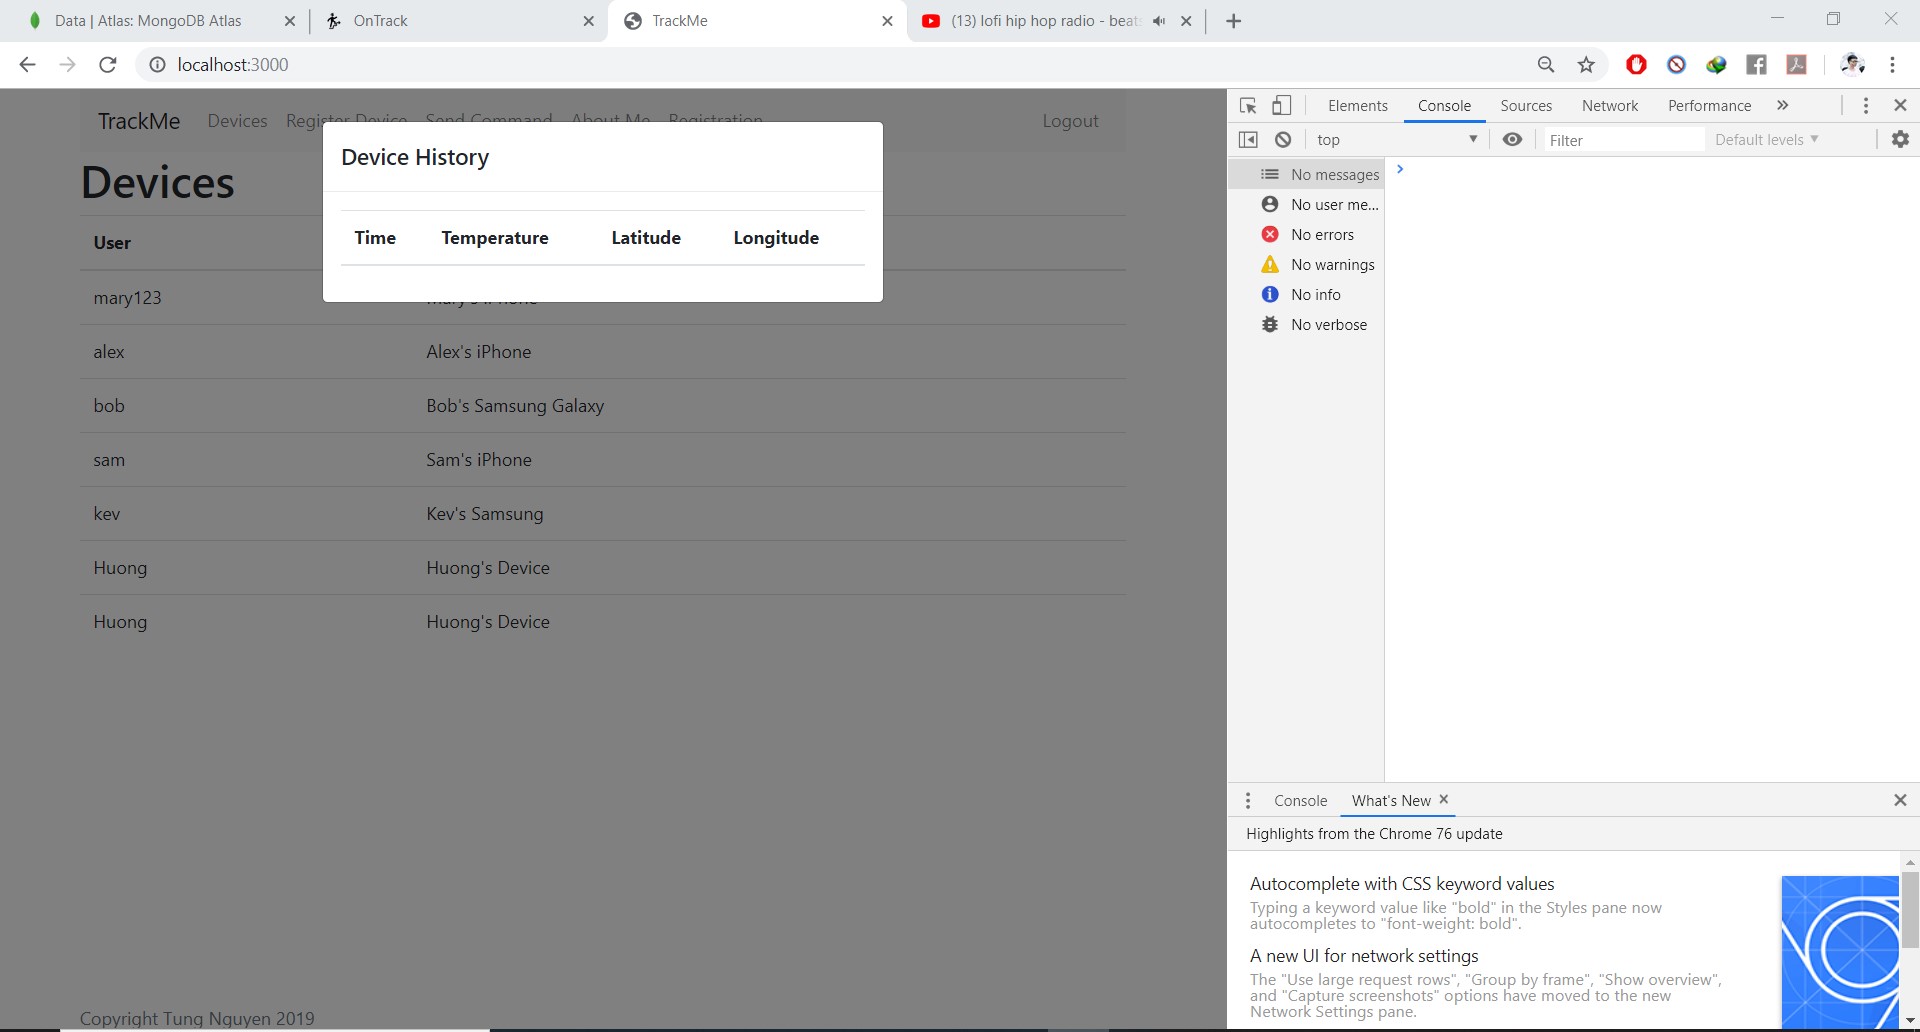 Data | Atlas: MongoDB Atlas
OnTrack
TrackMe
(13) lofi hip hop radio - beats
localhost:3000
TrackMe Devices Register Device Send Command About Me Registration Logout
Device History
Time Temperature Latitude Longitude
Devices
User
mary123 mary's iPhone
alex Alex's iPhone
bob Bob's Samsung Galaxy
sam Sam's iPhone
kev Kev's Samsung
Huong Huong's Device
Huong Huong's Device
Copyright Tung Nguyen 2019
Elements Console Sources Network Performance »
top Filter Default levels
No messages
No user me...
No errors
No warnings
No info
No verbose
Console What's New
Highlights from the Chrome 76 update
Autocomplete with CSS keyword values
Typing a keyword value like "bold" in the Styles pane now
autocompletes to "font-weight: bold".
A new UI for network settings
The "Use large request rows", "Group by frame", "Show overview",
and "Capture screenshots" options have moved to the new
Network Settings pane.